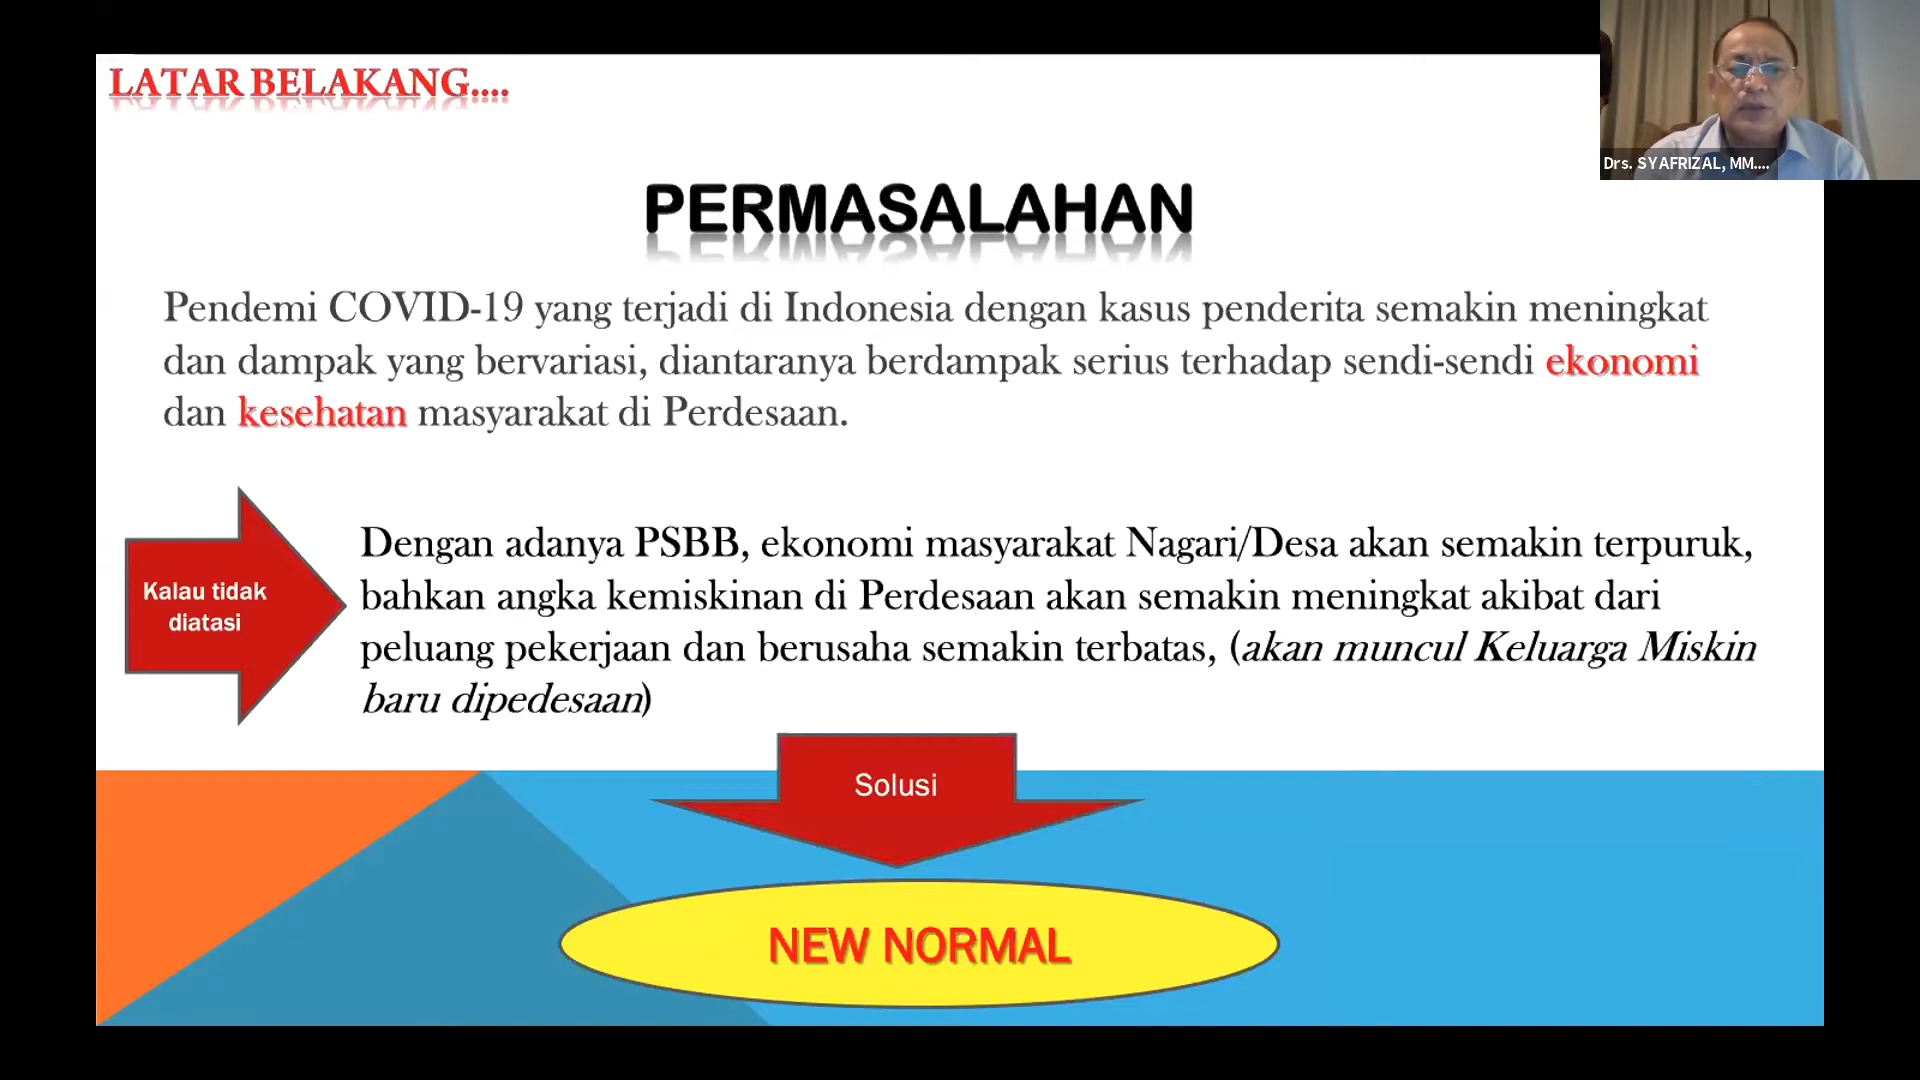 LATAR BELAKANG....
Drs. SYAFRIZAL, MM....
PERMASALAHAN
Pendemi COVID-19 yang terjadi di Indonesia dengan kasus penderita semakin meningkat
dan dampak yang bervariasi, diantaranya berdampak serius terhadap sendi-sendi ekonomi
dan kesehatan masyarakat di Perdesaan.
Kalau tidak
diatasi
Dengan adanya PSBB, ekonomi masyarakat Nagari/Desa akan semakin terpuruk,
bahkan angka kemiskinan di Perdesaan akan semakin meningkat akibat dari
peluang pekerjaan dan berusaha semakin terbatas, (akan muncul Keluarga Miskin
baru dipedesaan)
Solusi
NEW NORMAL